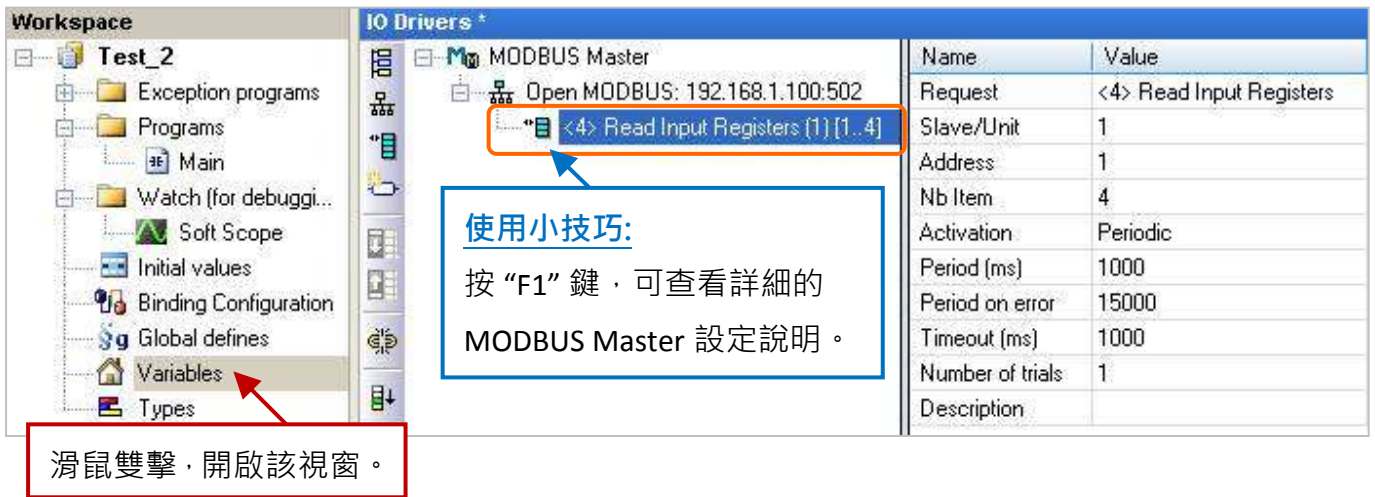 Workspace
Test_2
Exception programs
Programs
Main
Watch (for debuggi...
Soft Scope
Initial values
Binding Configuration
Global defines
Variables
Types
滑鼠雙擊,開啟該視窗。
IO Drivers *
MODBUS Master
Open MODBUS: 192.168.1.100:502
<4> Read Input Registers (1) [1..4]
使用小技巧:
按 “F1” 鍵,可查看詳細的
MODBUS Master 設定說明。
Name Value
Request <4> Read Input Registers
Slave/Unit 1
Address 1
Nb Item 4
Activation Periodic
Period (ms) 1000
Period on error 15000
Timeout (ms) 1000
Number of trials 1
Description